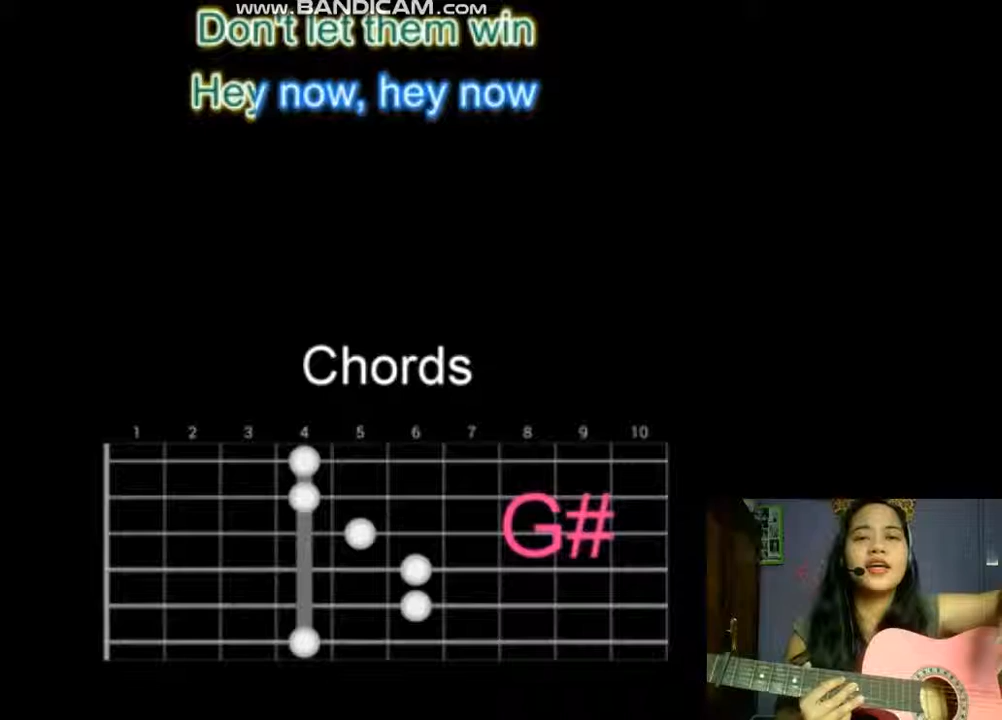 www.BANDICAM.com
Don't let them win
Hey now, hey now
Chords
1 2 3 4 5 6 7 8 9 10
G#